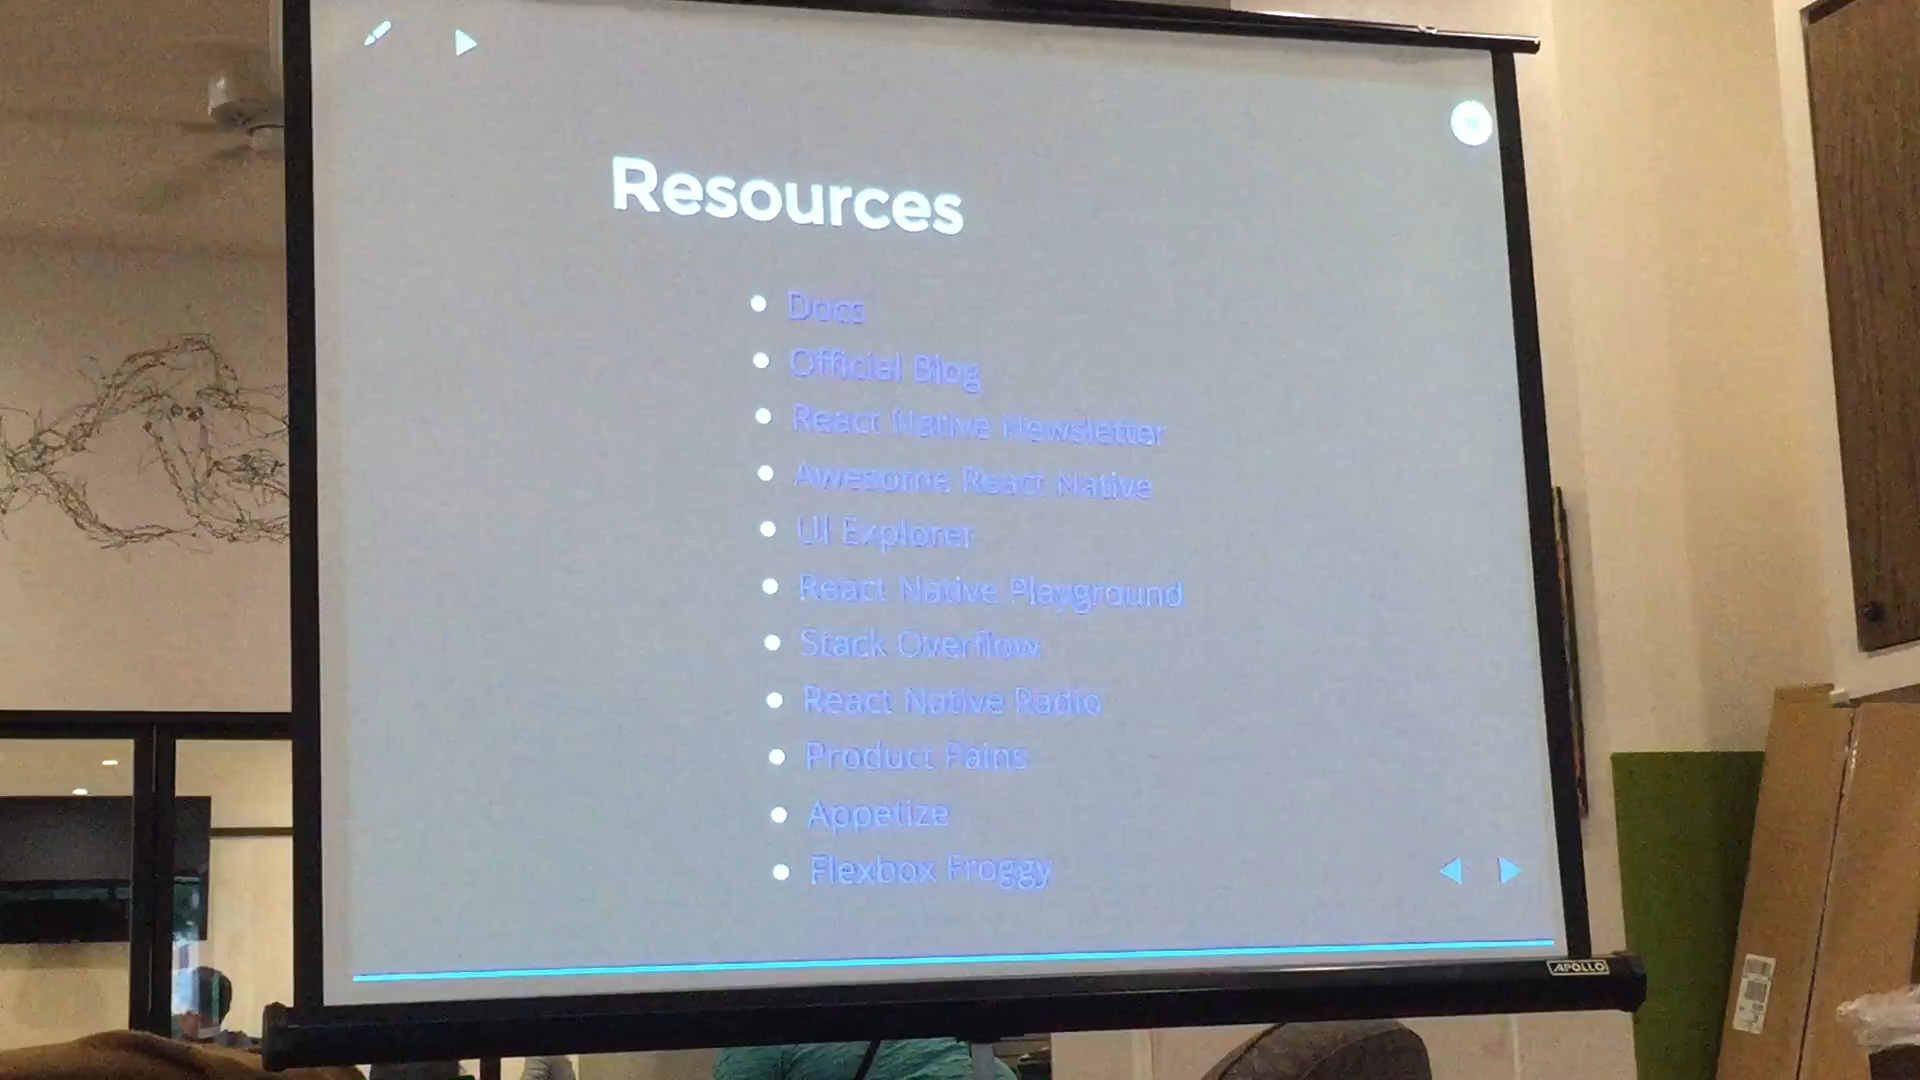 Resources
Docs
Official Blog
React Native Newsletter
Awesome React Native
UI Explorer
React Native Playground
Stack Overflow
React Native Radio
Product Pains
Appetize
Flexbox Froggy
APOLLO